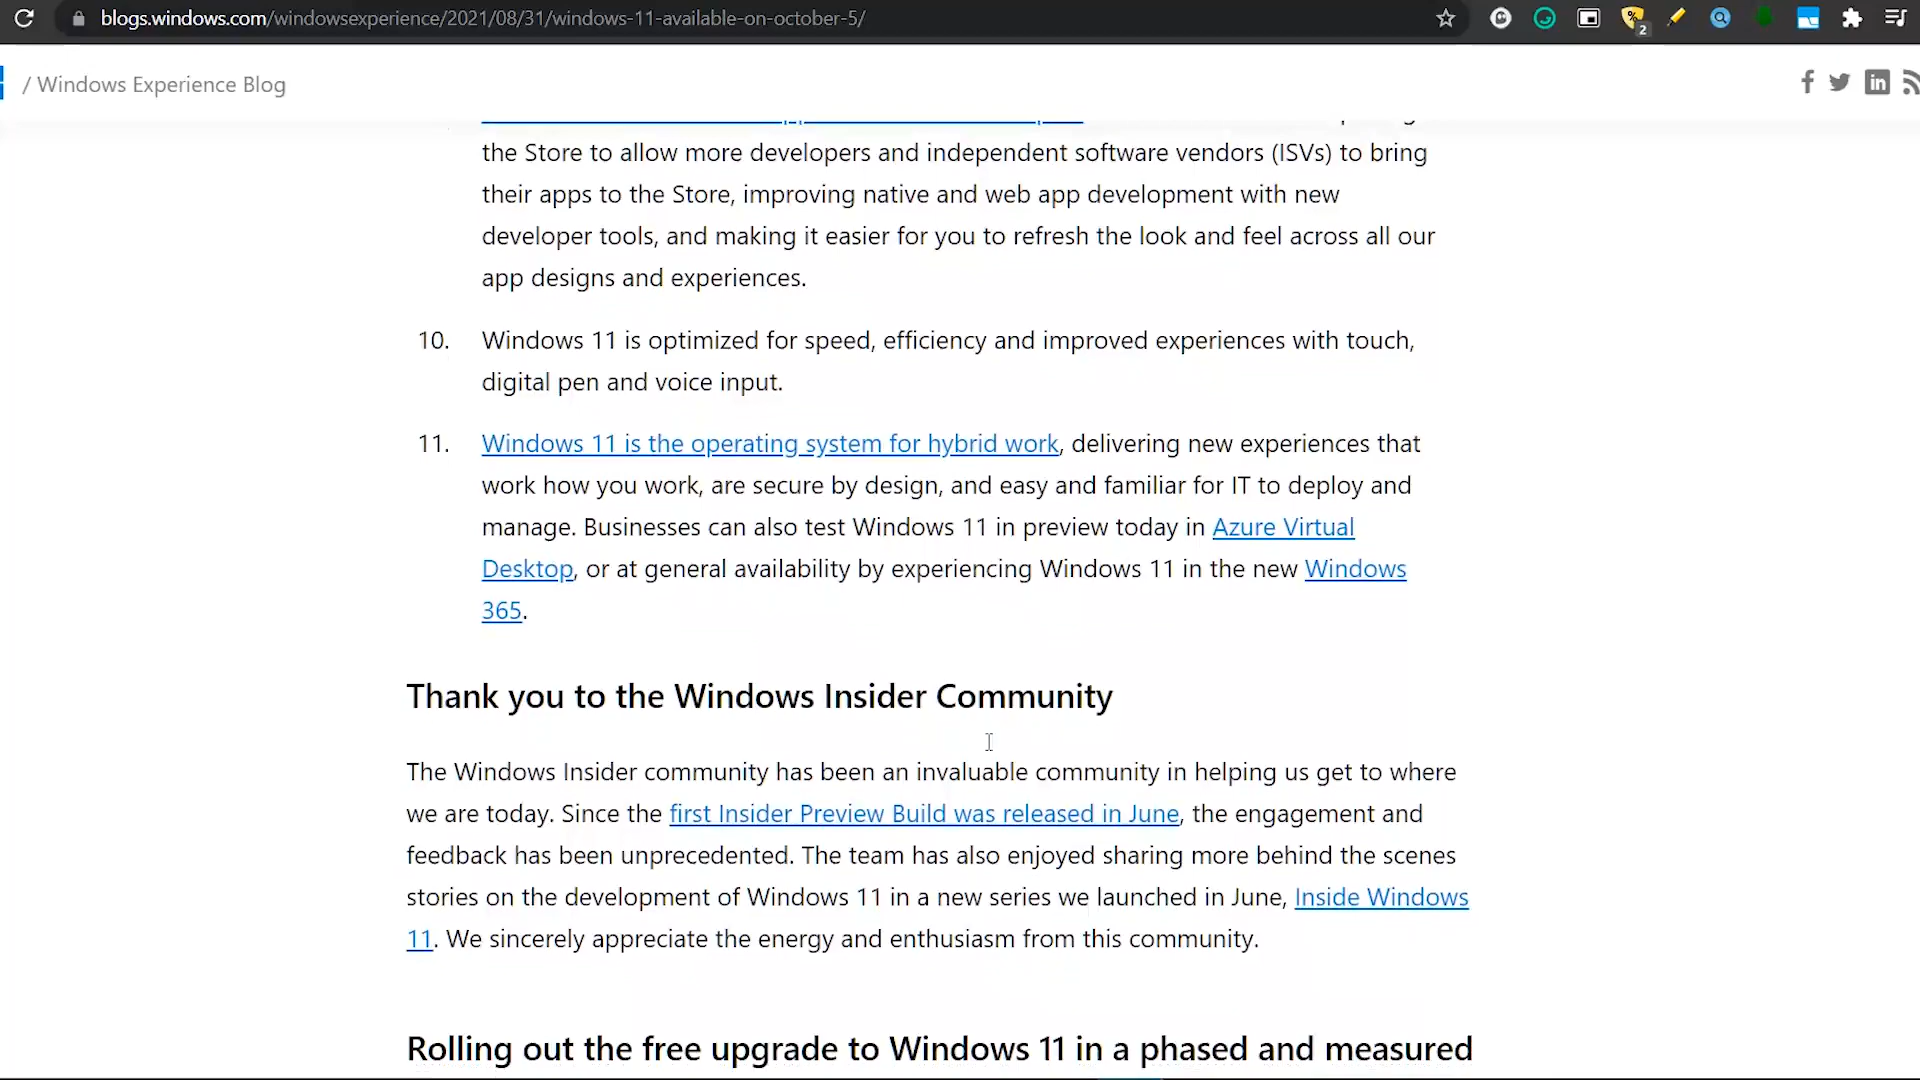 blogs.windows.com/windowsexperience/2021/08/31/windows-11-available-on-october-5/
2
/ Windows Experience Blog
the Store to allow more developers and independent software vendors (ISVs) to bring
their apps to the Store, improving native and web app development with new
developer tools, and making it easier for you to refresh the look and feel across all our
app designs and experiences.
10. Windows 11 is optimized for speed, efficiency and improved experiences with touch,
digital pen and voice input.
11. Windows 11 is the operating system for hybrid work, delivering new experiences that
work how you work, are secure by design, and easy and familiar for IT to deploy and
manage. Businesses can also test Windows 11 in preview today in Azure Virtual
Desktop, or at general availability by experiencing Windows 11 in the new Windows
365.
Thank you to the Windows Insider Community
The Windows Insider community has been an invaluable community in helping us get to where
we are today. Since the first Insider Preview Build was released in June, the engagement and
feedback has been unprecedented. The team has also enjoyed sharing more behind the scenes
stories on the development of Windows 11 in a new series we launched in June, Inside Windows
11. We sincerely appreciate the energy and enthusiasm from this community.
Rolling out the free upgrade to Windows 11 in a phased and measured